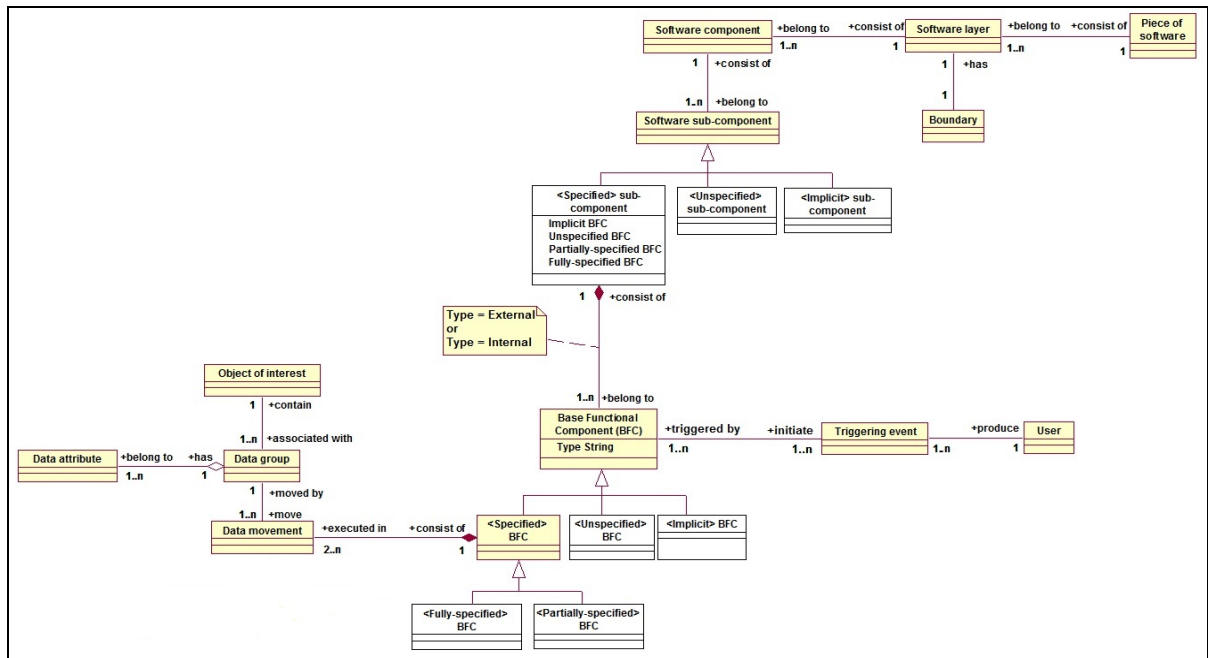 Software component
+belong to
+consist of
1..n
1
Software layer
+belong to
+consist of
1..n
1
Piece of
software
1
+consist of
1
+has
1..n
+belong to
1
Software sub-component
Boundary
<Specified> sub-
component
Implicit BFC
Unspecified BFC
Partially-specified BFC
Fully-specified BFC
<Unspecified>
sub-component
<Implicit> sub-
component
1
+consist of
Type = External
or
Type = Internal
1..n
+belong to
Object of interest
1
+contain
1..n
+associated with
Data attribute
+belong to
+has
1..n
1
Data group
1
+moved by
1..n
+move
Data movement
+executed in
+consist of
2..n
1
Base Functional
Component (BFC)
Type String
+triggered by
+initiate
1..n
1..n
Triggering event
+produce
1..n
1
User
<Specified>
BFC
<Unspecified>
BFC
<Implicit> BFC
<Fully-specified>
BFC
<Partially-specified>
BFC